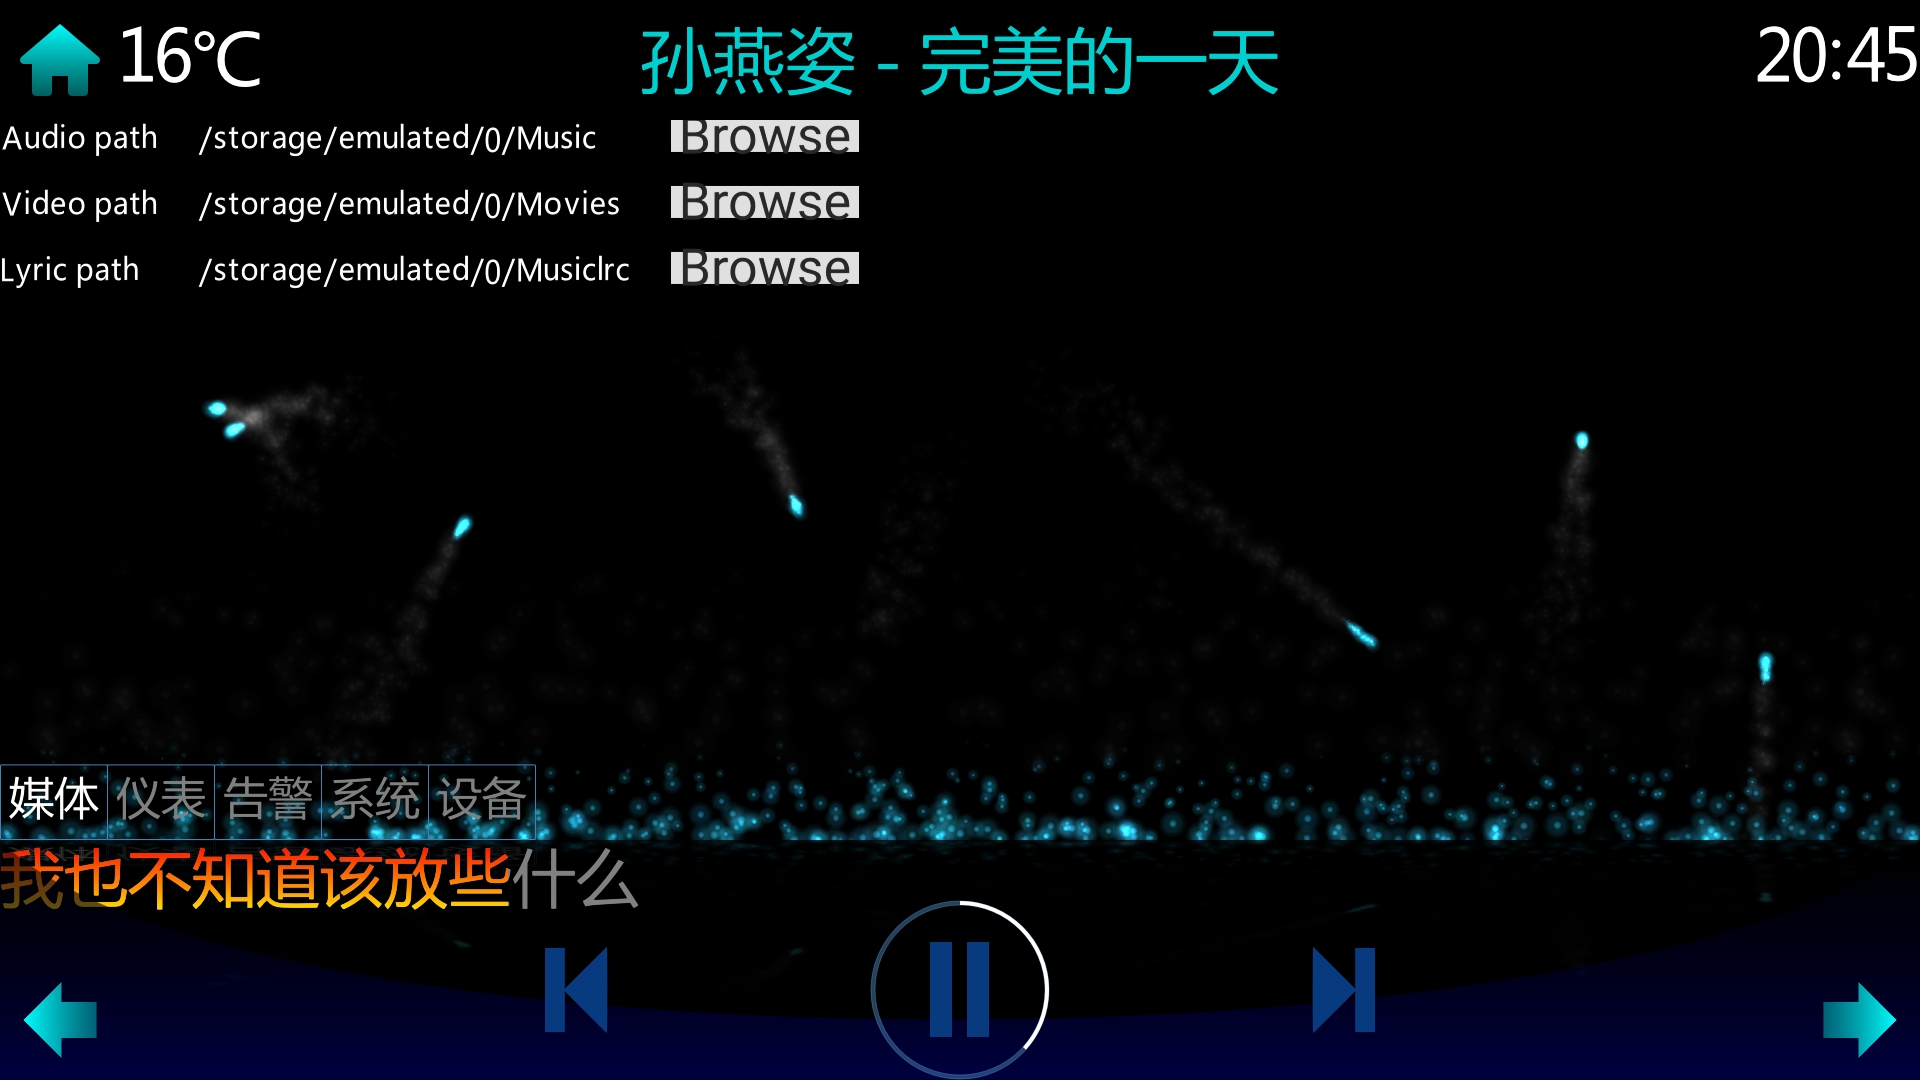 16℃ 孙燕姿 - 完美的一天 20:45
Audio path /storage/emulated/0/Music Browse
Video path /storage/emulated/0/Movies Browse
Lyric path /storage/emulated/0/Musiclrc Browse
媒体 仪表 告警 系统 设备
我也不知道该放些什么